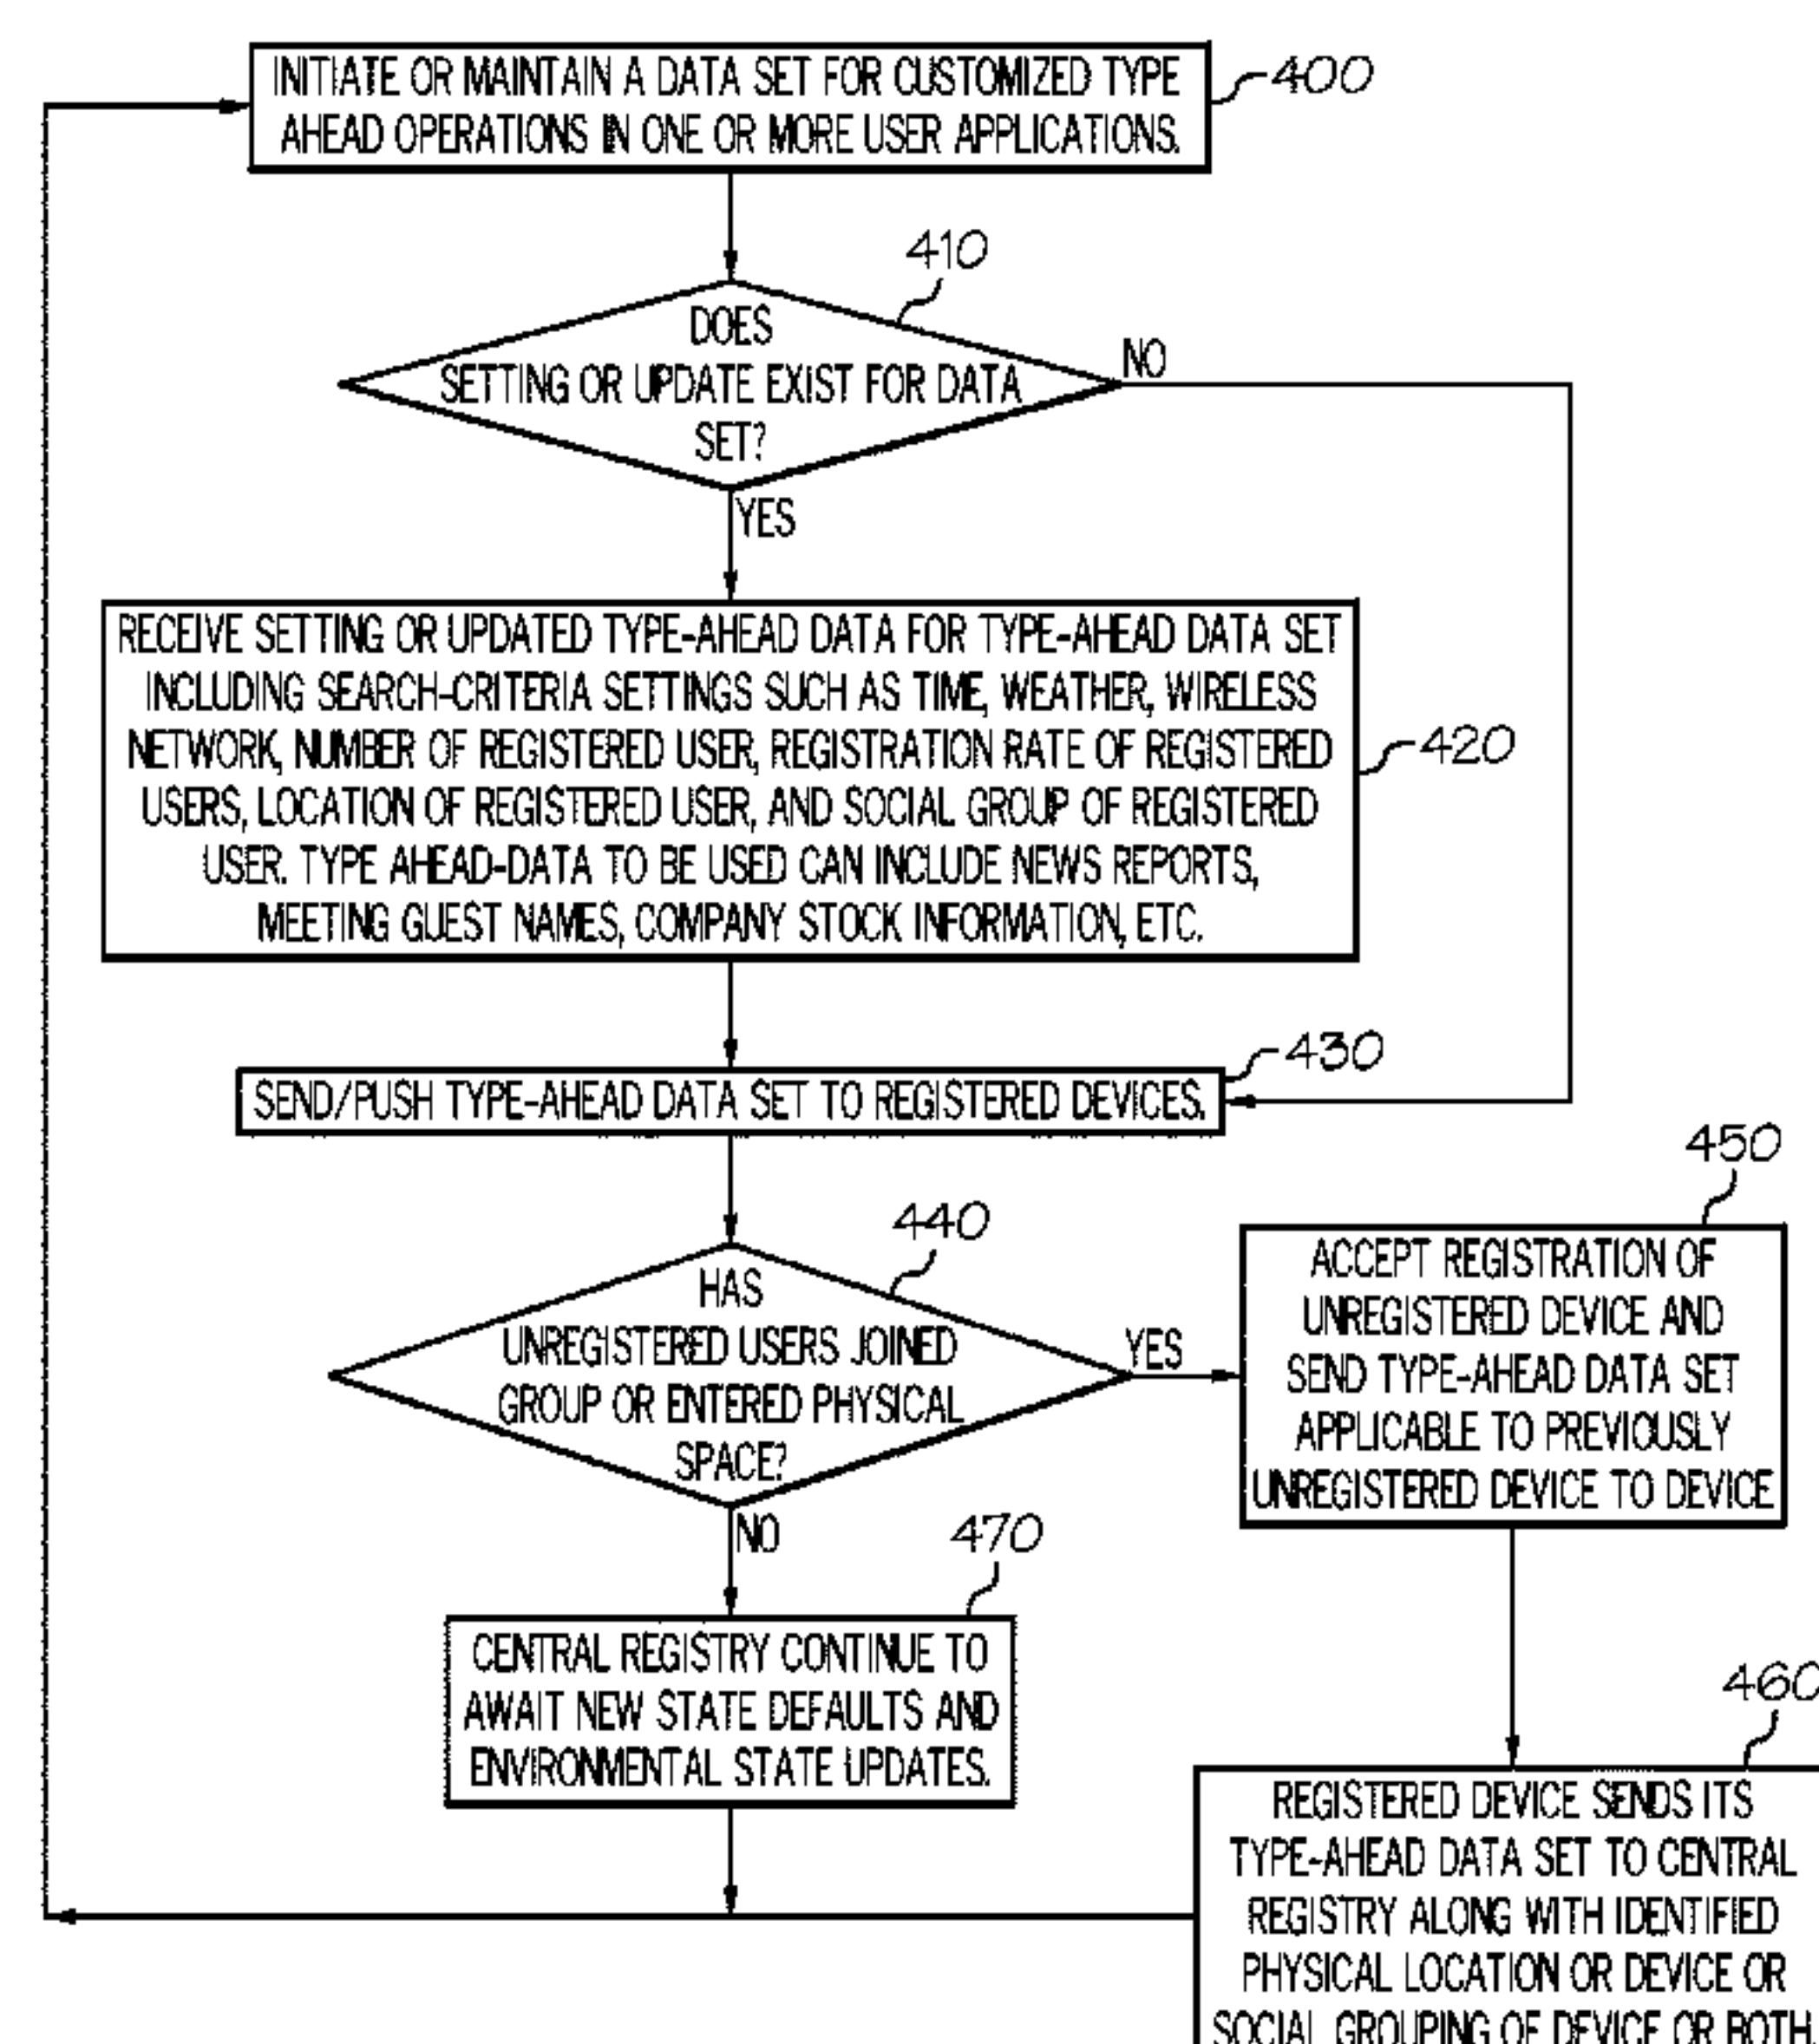 INITIATE OR MAINTAIN A DATA SET FOR CUSTOMIZED TYPE
AHEAD OPERATIONS IN ONE OR MORE USER APPLICATIONS.
400
410
DOES
SETTING OR UPDATE EXIST FOR DATA
SET?
NO
YES
RECEIVE SETTING OR UPDATED TYPE-AHEAD DATA FOR TYPE-AHEAD DATA SET
INCLUDING SEARCH-CRITERIA SETTINGS SUCH AS TIME, WEATHER, WIRELESS
NETWORK, NUMBER OF REGISTERED USER, REGISTRATION RATE OF REGISTERED
USERS, LOCATION OF REGISTERED USER, AND SOCIAL GROUP OF REGISTERED
USER. TYPE AHEAD-DATA TO BE USED CAN INCLUDE NEWS REPORTS,
MEETING GUEST NAMES, COMPANY STOCK INFORMATION, ETC.
420
430
SEND/PUSH TYPE-AHEAD DATA SET TO REGISTERED DEVICES.
440
HAS
UNREGISTERED USERS JOINED
GROUP OR ENTERED PHYSICAL
SPACE?
YES
NO
450
ACCEPT REGISTRATION OF
UNREGISTERED DEVICE AND
SEND TYPE-AHEAD DATA SET
APPLICABLE TO PREVIOUSLY
UNREGISTERED DEVICE TO DEVICE
470
CENTRAL REGISTRY CONTINUE TO
AWAIT NEW STATE DEFAULTS AND
ENVIRONMENTAL STATE UPDATES.
460
REGISTERED DEVICE SENDS ITS
TYPE-AHEAD DATA SET TO CENTRAL
REGISTRY ALONG WITH IDENTIFIED
PHYSICAL LOCATION OR DEVICE OR
SOCIAL GROUPING OF DEVICE OR BOTH